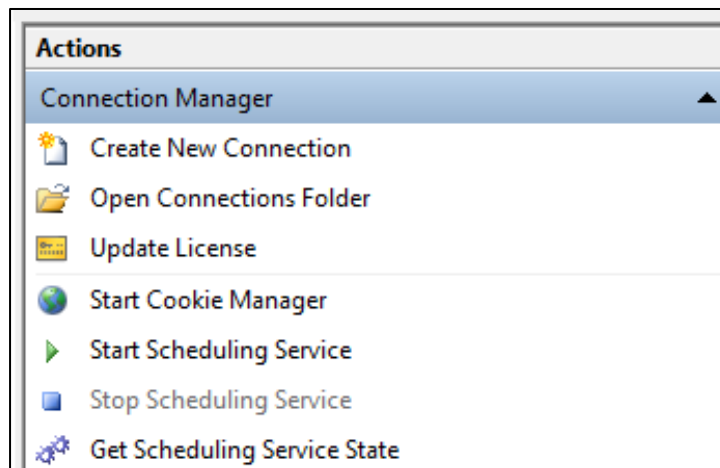 Actions
Connection Manager
Create New Connection
Open Connections Folder
Update License
Start Cookie Manager
Start Scheduling Service
Stop Scheduling Service
Get Scheduling Service State